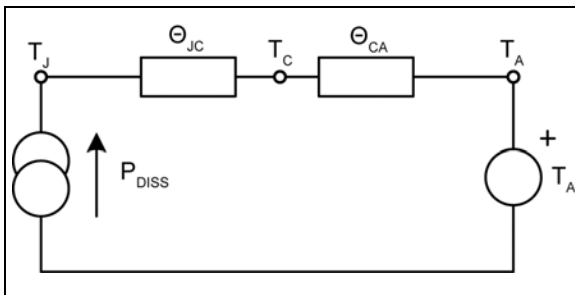 Θ_JC
Θ_CA
T_J
T_C
T_A
+
P_DISS
T_A